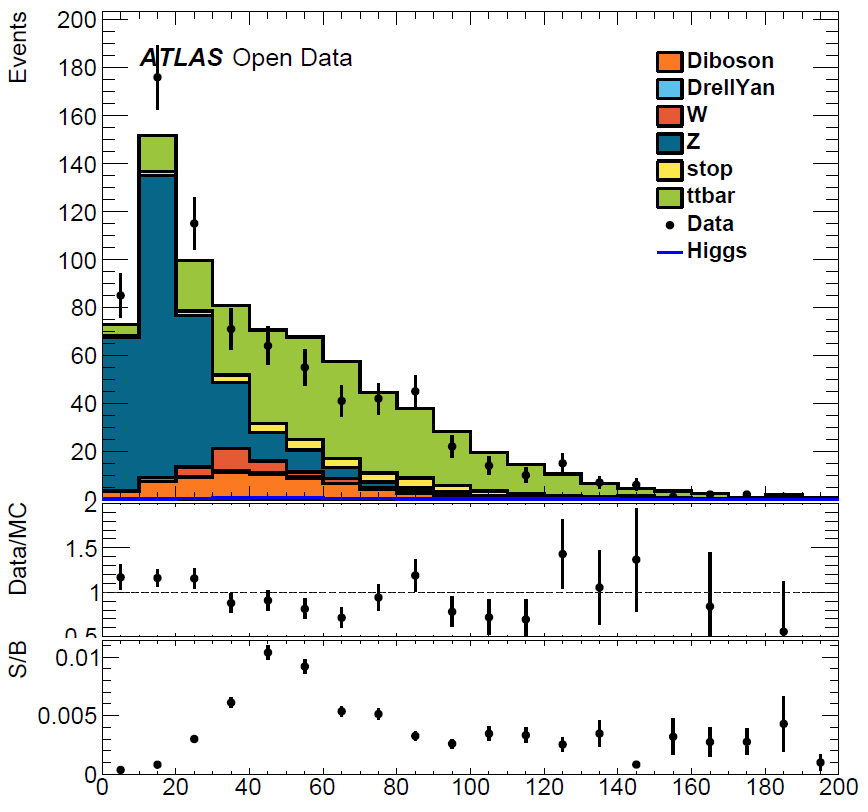 Events
200
180
160
140
120
100
80
60
40
20
0
ATLAS Open Data
Diboson
DrellYan
W
Z
stop
ttbar
Data
Higgs
Data/MC
2
1.5
1
0.5
S/B
0.01
0.005
0
0 20 40 60 80 100 120 140 160 180 200